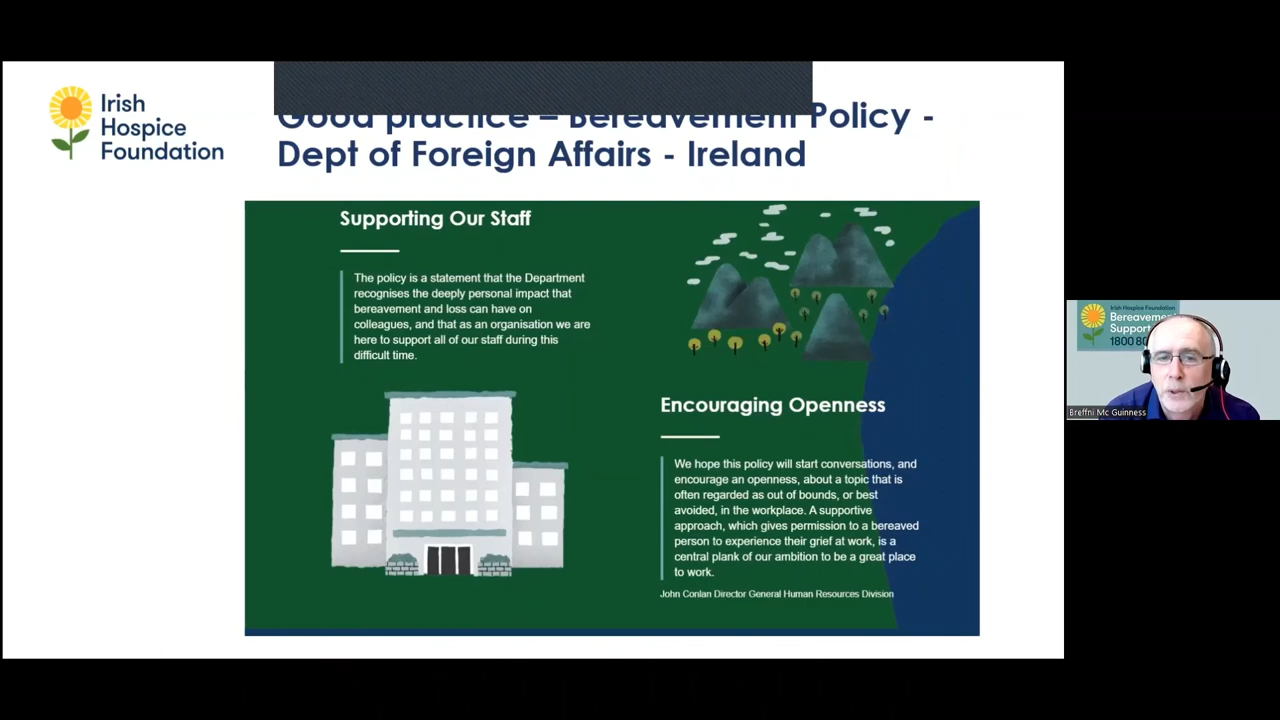 Irish
Hospice
Foundation
Good practice – Bereavement Policy -
Dept of Foreign Affairs - Ireland
Supporting Our Staff
The policy is a statement that the Department
recognises the deeply personal impact that
bereavement and loss can have on
colleagues, and that as an organisation we are
here to support all of our staff during this
difficult time.
Encouraging Openness
We hope this policy will start conversations, and
encourage an openness, about a topic that is
often regarded as out of bounds, or best
avoided, in the workplace. A supportive
approach, which gives permission to a bereaved
person to experience their grief at work, is a
central plank of our ambition to be a great place
to work.
John Conlan Director General Human Resources Division
Irish Hospice Foundation
Support
1800 80
Breffni Mc Guinness